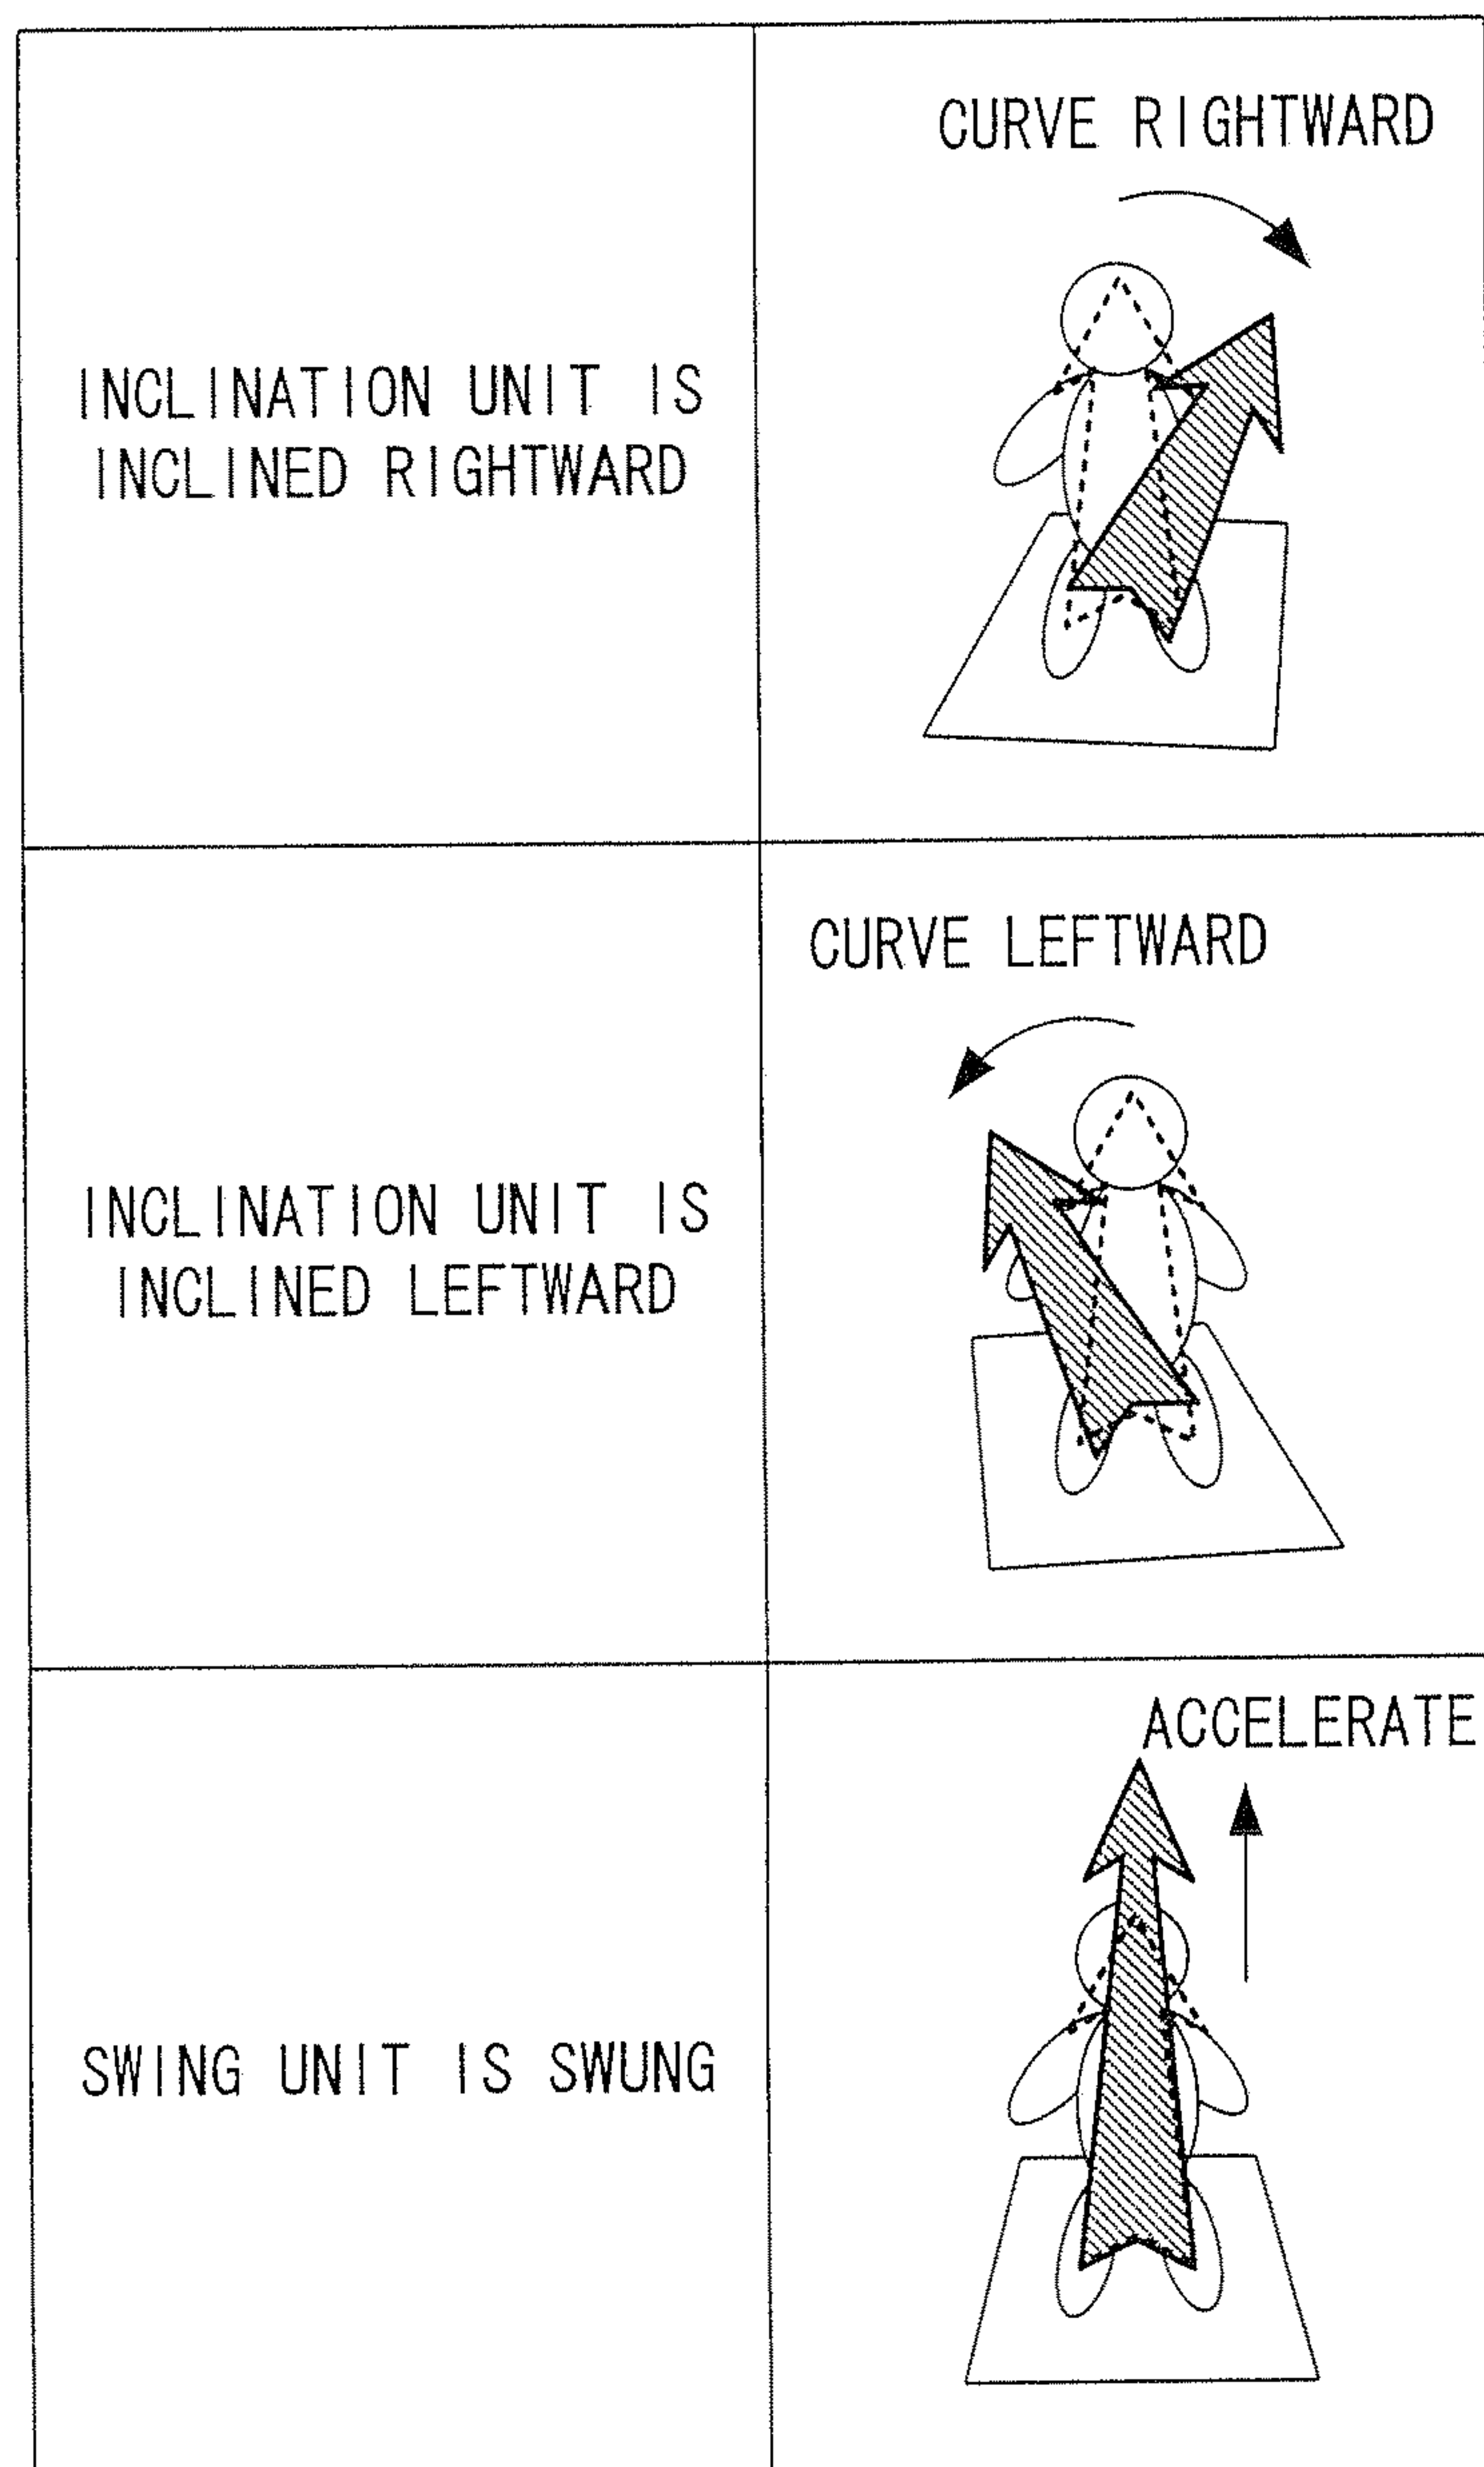 INCLINATION UNIT IS
INCLINED RIGHTWARD
CURVE RIGHTWARD
INCLINATION UNIT IS
INCLINED LEFTWARD
CURVE LEFTWARD
SWING UNIT IS SWUNG
ACCELERATE